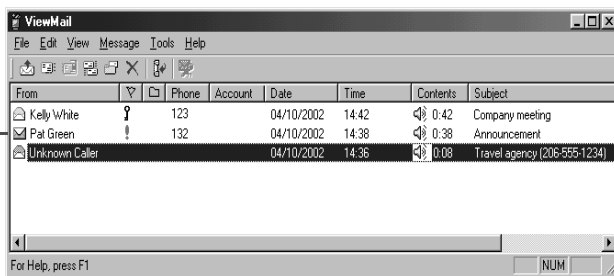 ViewMail
File Edit View Message Tools Help
From Phone Account Date Time Contents Subject
Kelly White 123 04/10/2002 14:42 0:42 Company meeting
Pat Green 132 04/10/2002 14:38 0:38 Announcement
Unknown Caller 04/10/2002 14:36 0:08 Travel agency (206-555-1234)
For Help, press F1 NUM